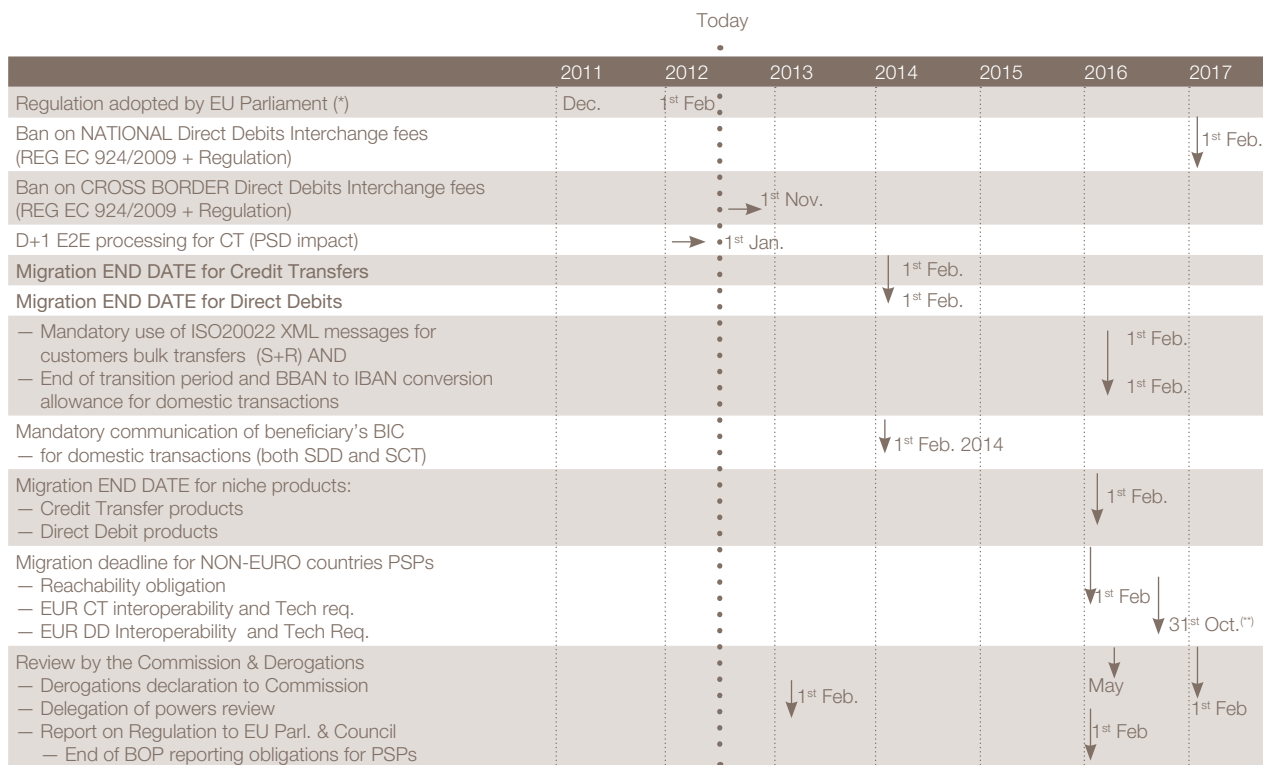 Today
2011 2012 2013 2014 2015 2016 2017
Regulation adopted by EU Parliament (*) Dec. 1st Feb
Ban on NATIONAL Direct Debits Interchange fees
(REG EC 924/2009 + Regulation) 1st Feb.
Ban on CROSS BORDER Direct Debits Interchange fees
(REG EC 924/2009 + Regulation) 1st Nov.
D+1 E2E processing for CT (PSD impact) 1st Jan.
Migration END DATE for Credit Transfers 1st Feb.
Migration END DATE for Direct Debits 1st Feb.
— Mandatory use of ISO20022 XML messages for
customers bulk transfers (S+R) AND 1st Feb.
— End of transition period and BBAN to IBAN conversion
allowance for domestic transactions 1st Feb.
Mandatory communication of beneficiary's BIC
— for domestic transactions (both SDD and SCT) 1st Feb. 2014
Migration END DATE for niche products:
— Credit Transfer products 1st Feb.
— Direct Debit products
Migration deadline for NON-EURO countries PSPs
— Reachability obligation
— EUR CT interoperability and Tech req. 1st Feb
— EUR DD Interoperability and Tech Req. 31st Oct.(**)
Review by the Commission & Derogations
— Derogations declaration to Commission May
— Delegation of powers review 1st Feb. 1st Feb
— Report on Regulation to EU Parl. & Council 1st Feb
— End of BOP reporting obligations for PSPs